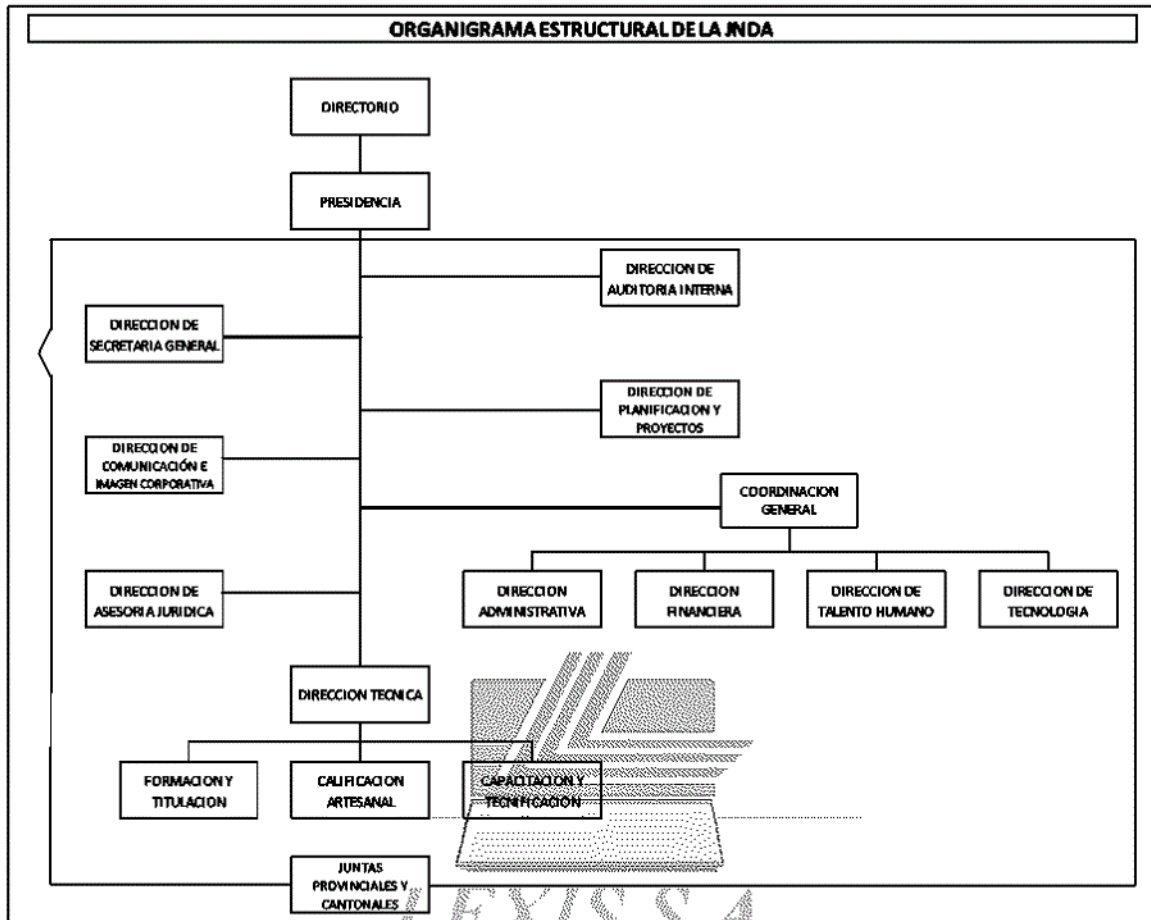 ORGANIGRAMA ESTRUCTURAL DE LA JNDA
DIRECTORIO
PRESIDENCIA
DIRECCION DE
AUDITORIA INTERNA
DIRECCION DE
SECRETARIA GENERAL
DIRECCION DE
PLANIFICACION Y
PROYECTOS
DIRECCION DE
COMUNICACIÓN E
IMAGEN CORPORATIVA
COORDINACION
GENERAL
DIRECCION DE
ASESORIA JURIDICA
DIRECCION
ADMINISTRATIVA
DIRECCION
FINANCIERA
DIRECCION DE
TALENTO HUMANO
DIRECCION DE
TECNOLOGIA
DIRECCION TECNICA
FORMACION Y
TITULACION
CALIFICACION
ARTESANAL
CAPACITACION Y
TECNIFICACION
JUNTAS
PROVINCIALES Y
CANTONALES
LEXIS S.A.